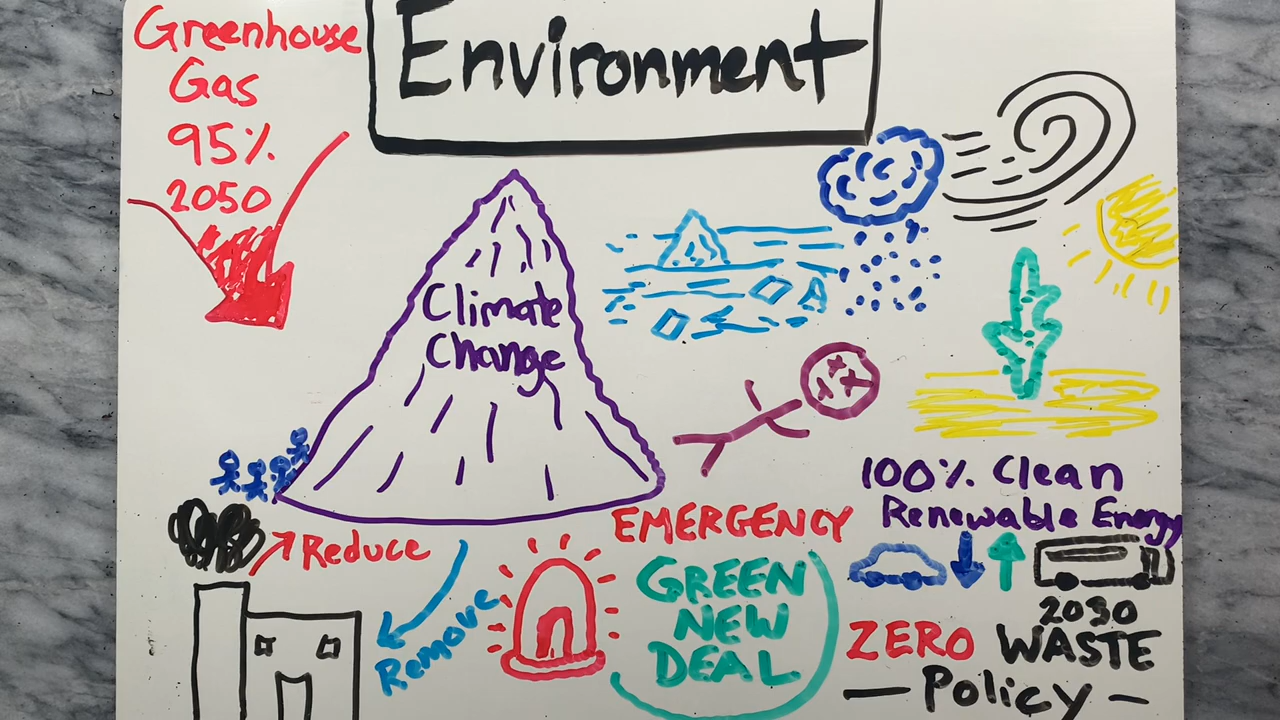 Environment
Greenhouse
Gas
95%
2050
Climate
Change
100% Clean
Renewable Energy
Reduce
Remove
EMERGENCY
GREEN
NEW
DEAL
2030
ZERO WASTE
— Policy —